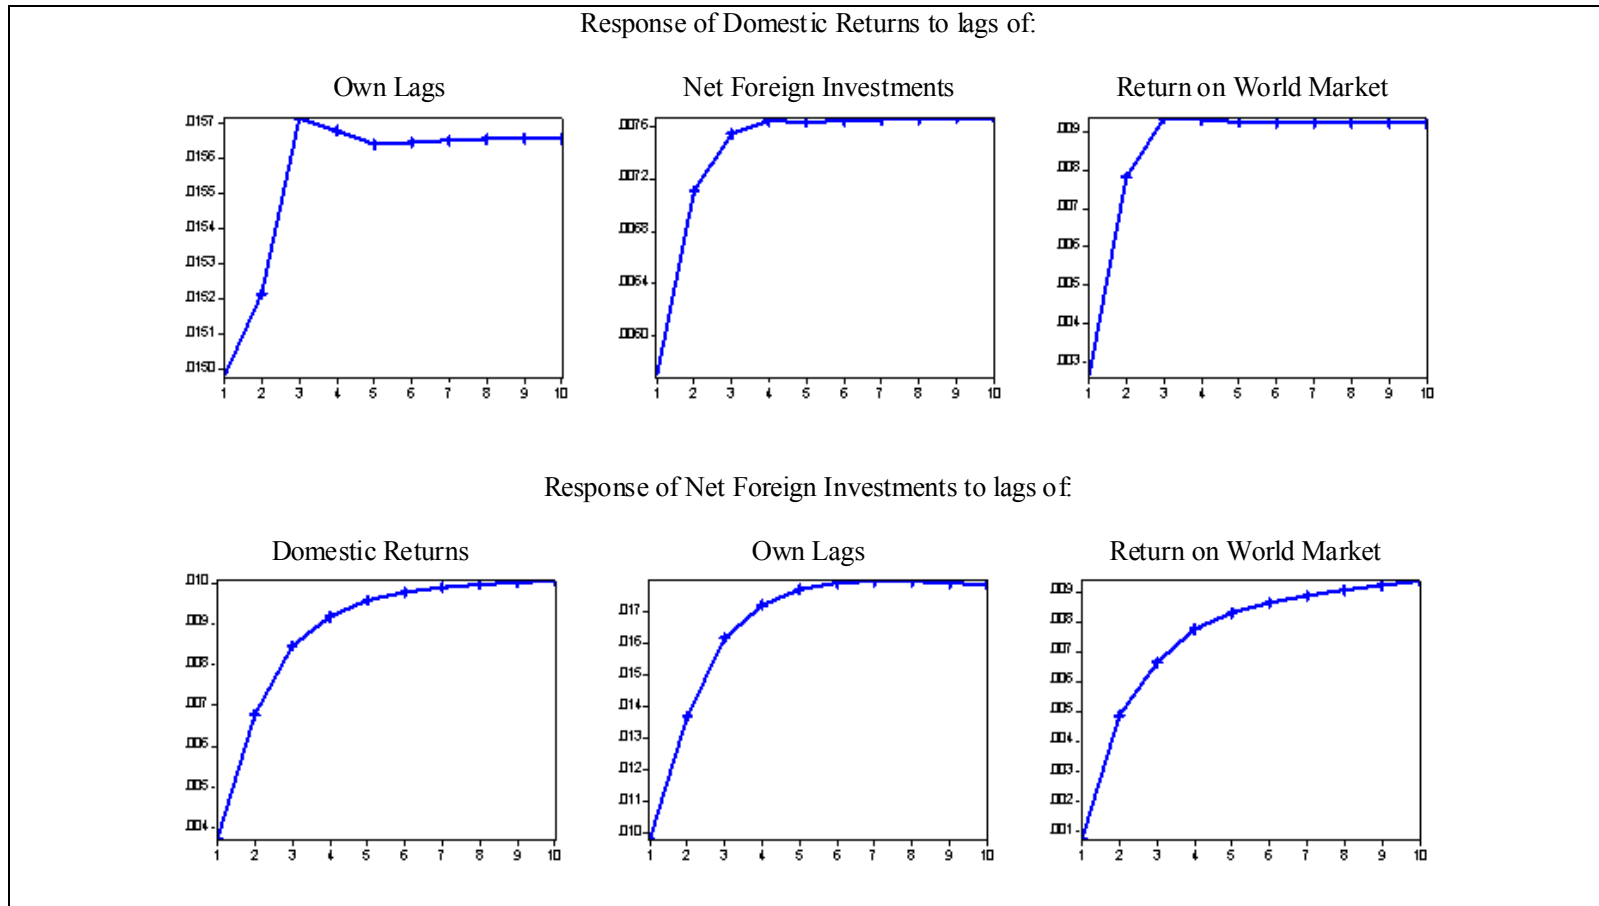 Response of Domestic Returns to lags of:
Own Lags Net Foreign Investments Return on World Market
.0157 .0076 .009
.0156 .008
.0155 .0072 .007
.0154 .0068 .006
.0153 .0064 .005
.0152 .004
.0151 .0060 .003
.0150
1 2 3 4 5 6 7 8 9 10 1 2 3 4 5 6 7 8 9 10 1 2 3 4 5 6 7 8 9 10
Response of Net Foreign Investments to lags of:
Domestic Returns Own Lags Return on World Market
.010 .017 .009
.009 .016 .008
.008 .015 .007
.007 .014 .006
.006 .013 .005
.005 .012 .004
.004 .011 .003
.010 .002
.001
1 2 3 4 5 6 7 8 9 10 1 2 3 4 5 6 7 8 9 10 1 2 3 4 5 6 7 8 9 10